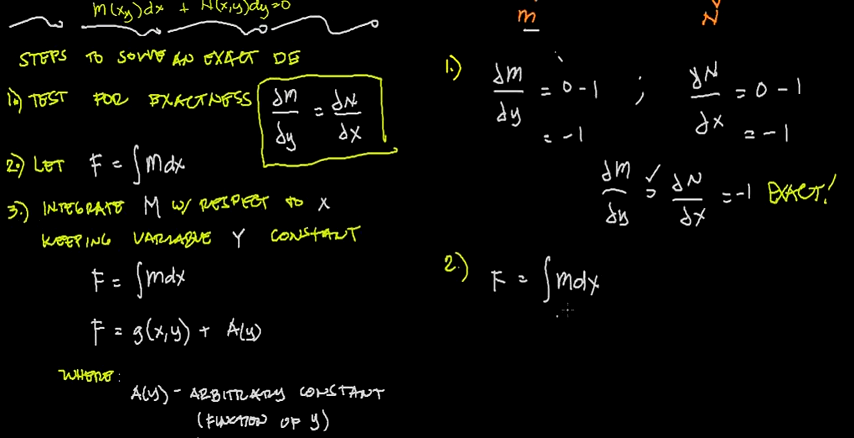 M(x,y)dx + N(x,y)dy=0
STEPS TO SOLVE AN EXACT DE
1.) TEST FOR EXACTNESS ∂M/∂y = ∂N/∂x
2.) LET F = ∫Mdx
3.) INTEGRATE M W/ RESPECT TO X
KEEPING VARIABLE Y CONSTANT
F = ∫Mdx
F = g(x,y) + A(y)
WHERE:
A(y) - ARBITRARY CONSTANT
(FUNCTION OF y)
M N
1.) ∂M/∂y = 0-1 ; ∂N/∂x = 0-1
= -1 = -1
∂M/∂y = ∂N/∂x = -1 EXACT!
2.) F = ∫Mdx